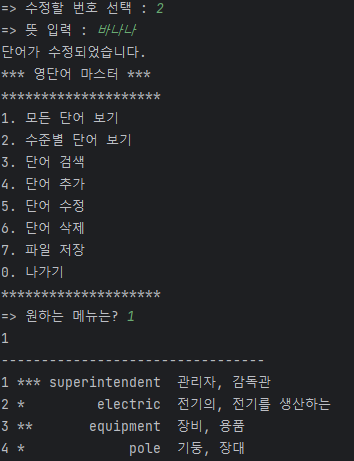 => 수정할 번호 선택 : 2
=> 뜻 입력 : 바나나
단어가 수정되었습니다.
*** 영단어 마스터 ***
********************
1. 모든 단어 보기
2. 수준별 단어 보기
3. 단어 검색
4. 단어 추가
5. 단어 수정
6. 단어 삭제
7. 파일 저장
0. 나가기
********************
=> 원하는 메뉴는? 1
1
---------------------------------
1 *** superintendent  관리자, 감독관
2 *         electric  전기의, 전기를 생산하는
3 **       equipment  장비, 용품
4 *             pole  기둥, 장대